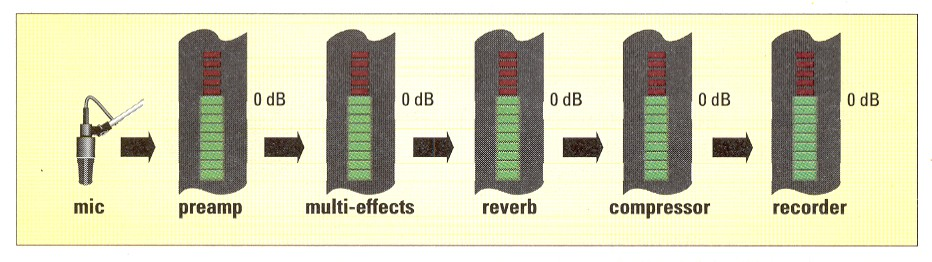 0 dB 0 dB 0 dB 0 dB 0 dB
mic preamp multi-effects reverb compressor recorder